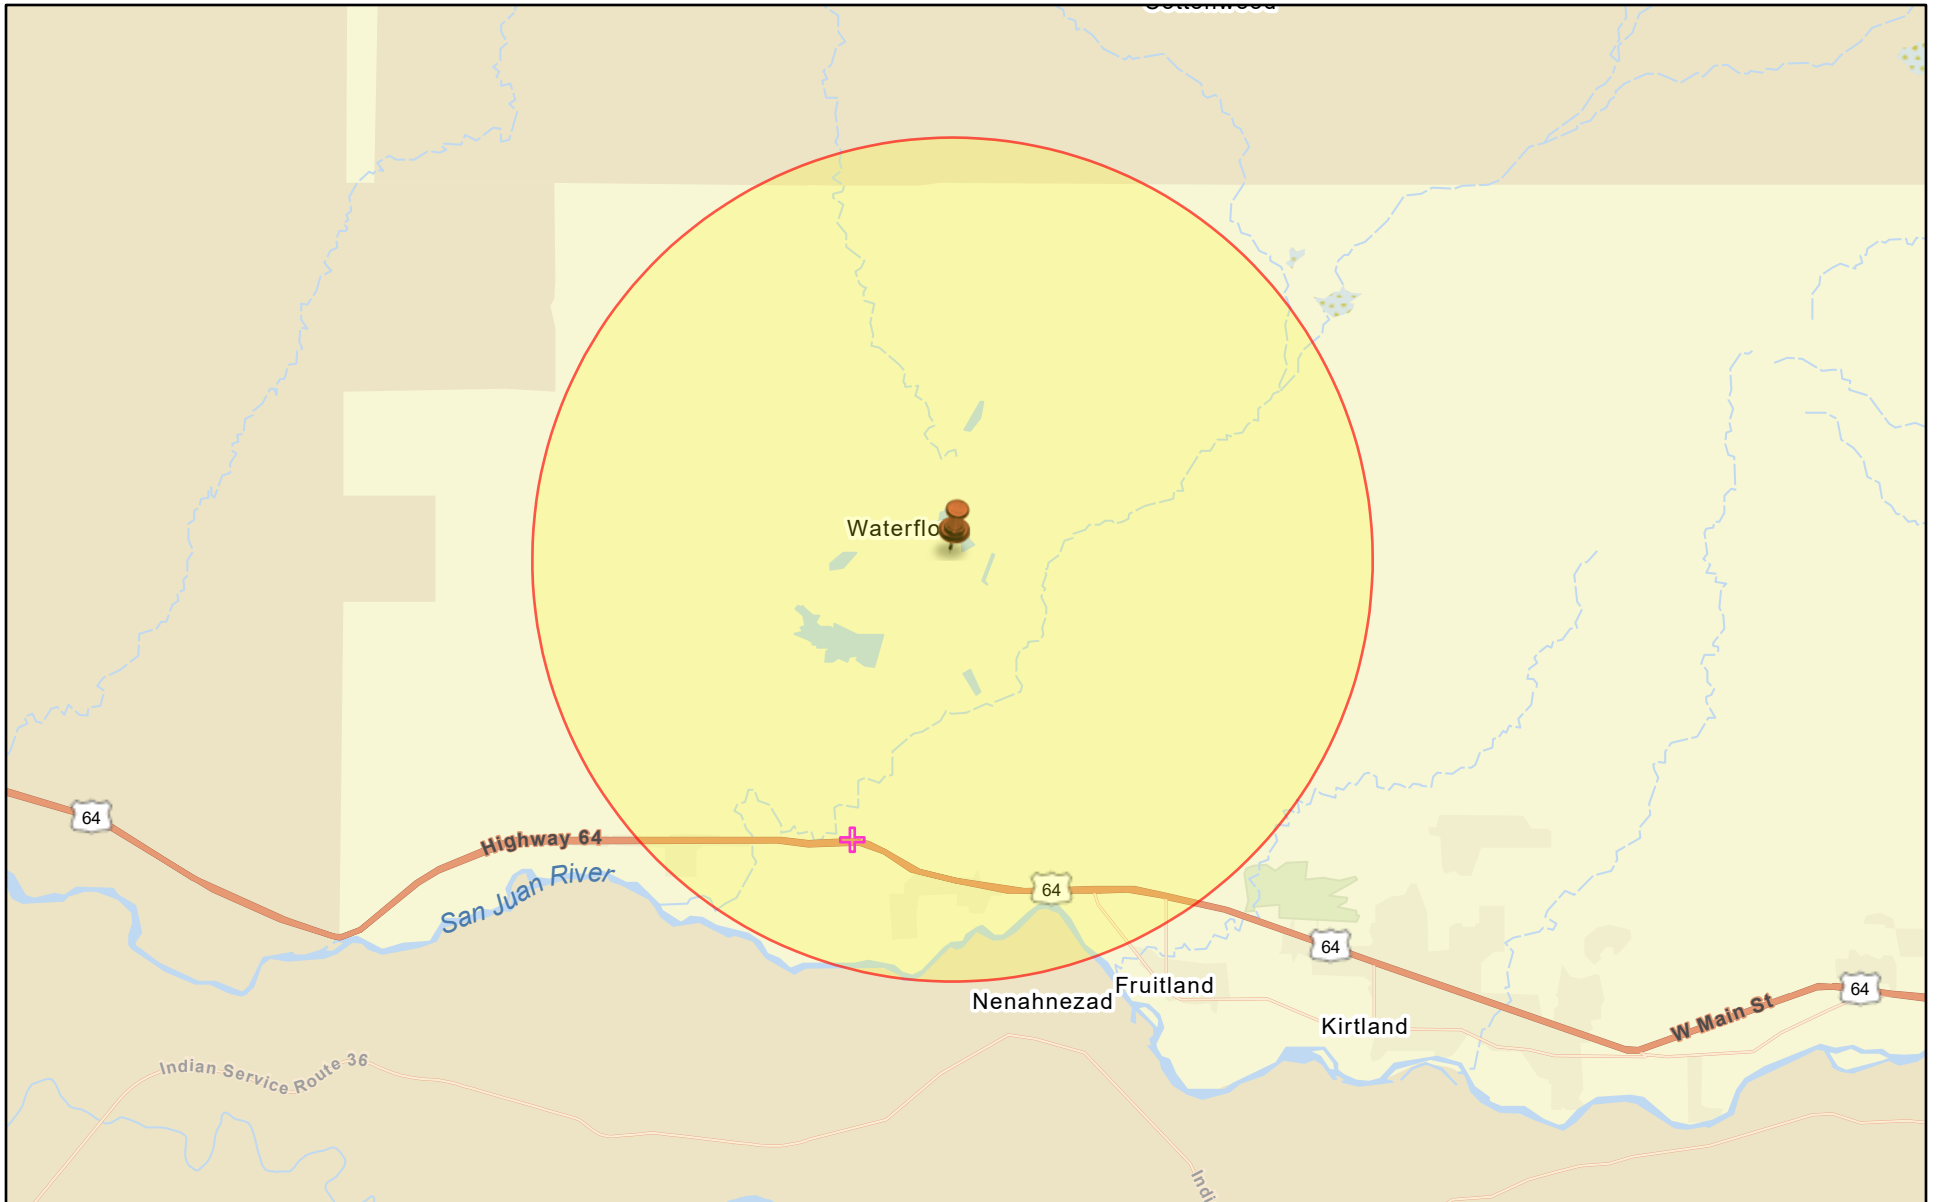 Waterflo
64
Highway 64
San Juan River
64
64
Fruitland
Nenahnezad
Kirtland
W Main St
64
Indian Service Route 36